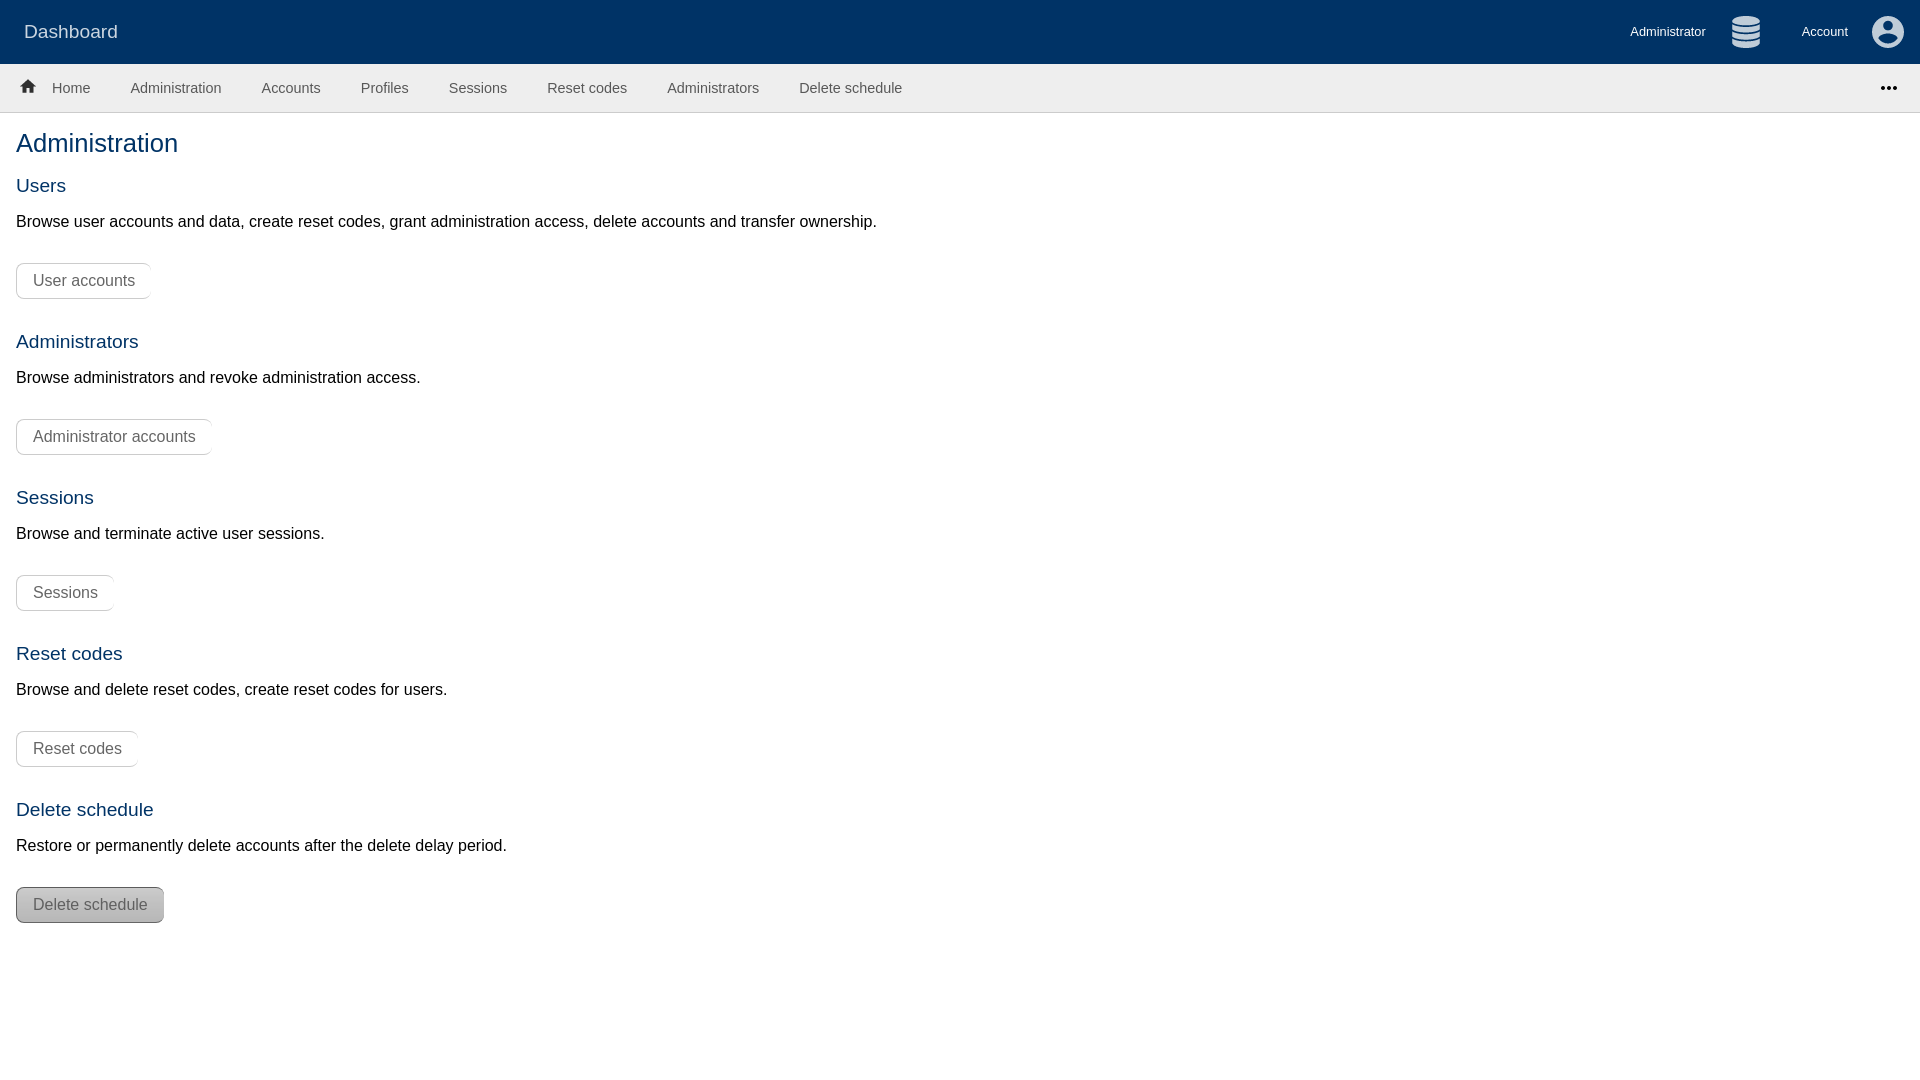 Dashboard
Administrator
Account
Home
Administration
Accounts
Profiles
Sessions
Reset codes
Administrators
Delete schedule
Administration
Users
Browse user accounts and data, create reset codes, grant administration access, delete accounts and transfer ownership.
User accounts
Administrators
Browse administrators and revoke administration access.
Administrator accounts
Sessions
Browse and terminate active user sessions.
Sessions
Reset codes
Browse and delete reset codes, create reset codes for users.
Reset codes
Delete schedule
Restore or permanently delete accounts after the delete delay period.
Delete schedule